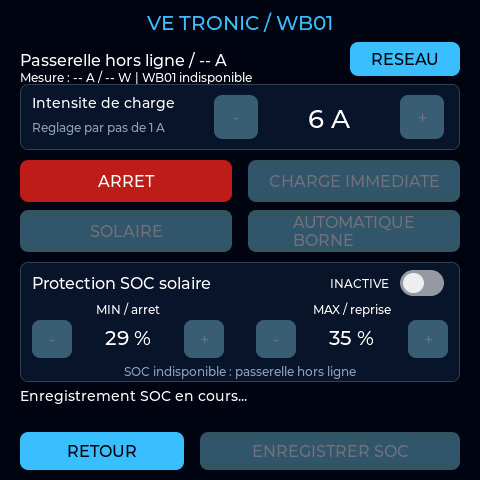 VE TRONIC / WB01
Passerelle hors ligne / -- A
RESEAU
Mesure : -- A / -- W | WB01 indisponible
Intensite de charge
Reglage par pas de 1 A
-
6 A
+
ARRET
CHARGE IMMEDIATE
SOLAIRE
AUTOMATIQUE
BORNE
Protection SOC solaire
INACTIVE
MIN / arret
MAX / reprise
-
29 %
+
-
35 %
+
SOC indisponible : passerelle hors ligne
Enregistrement SOC en cours...
RETOUR
ENREGISTRER SOC